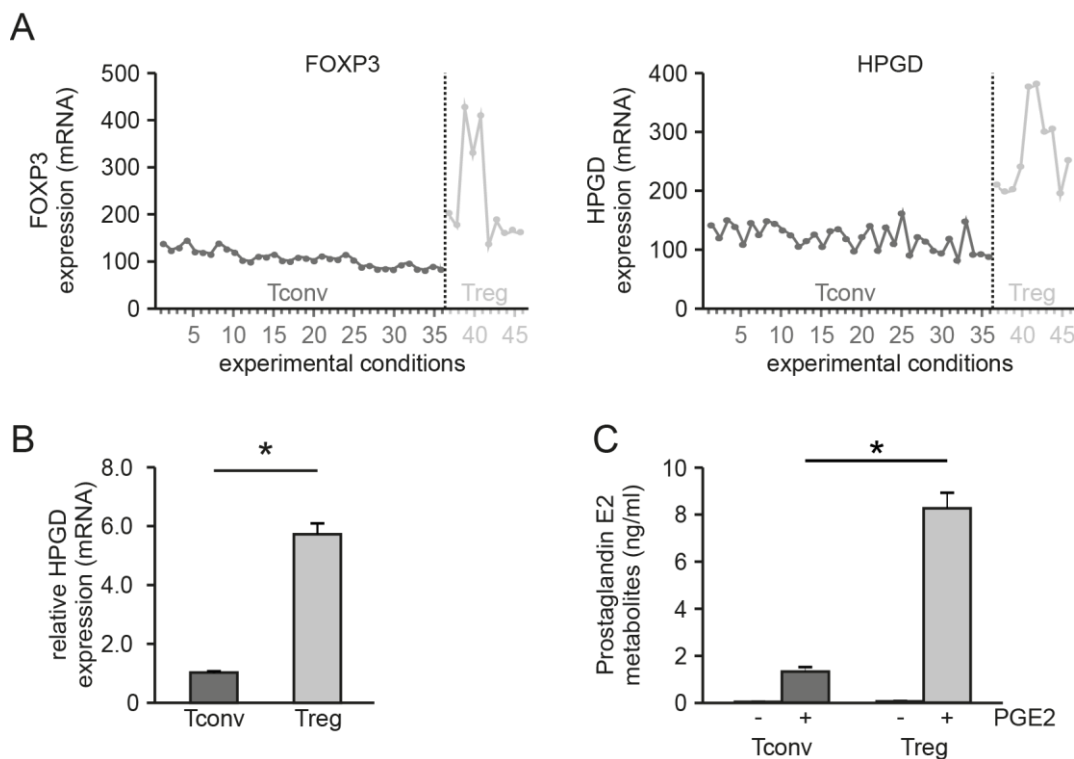 A
FOXP3
FOXP3
expression (mRNA)
500
400
300
200
100
0
Tconv
Treg
5 10 15 20 25 30 35 40 45
experimental conditions
HPGD
HPGD
expression (mRNA)
400
300
200
100
0
Tconv
Treg
5 10 15 20 25 30 35 40 45
experimental conditions
B
relative HPGD
expression (mRNA)
8.0
6.0
4.0
2.0
0
*
Tconv Treg
C
Prostaglandin E2
metabolites (ng/ml)
10
8
6
4
2
0
*
- + - + PGE2
Tconv Treg